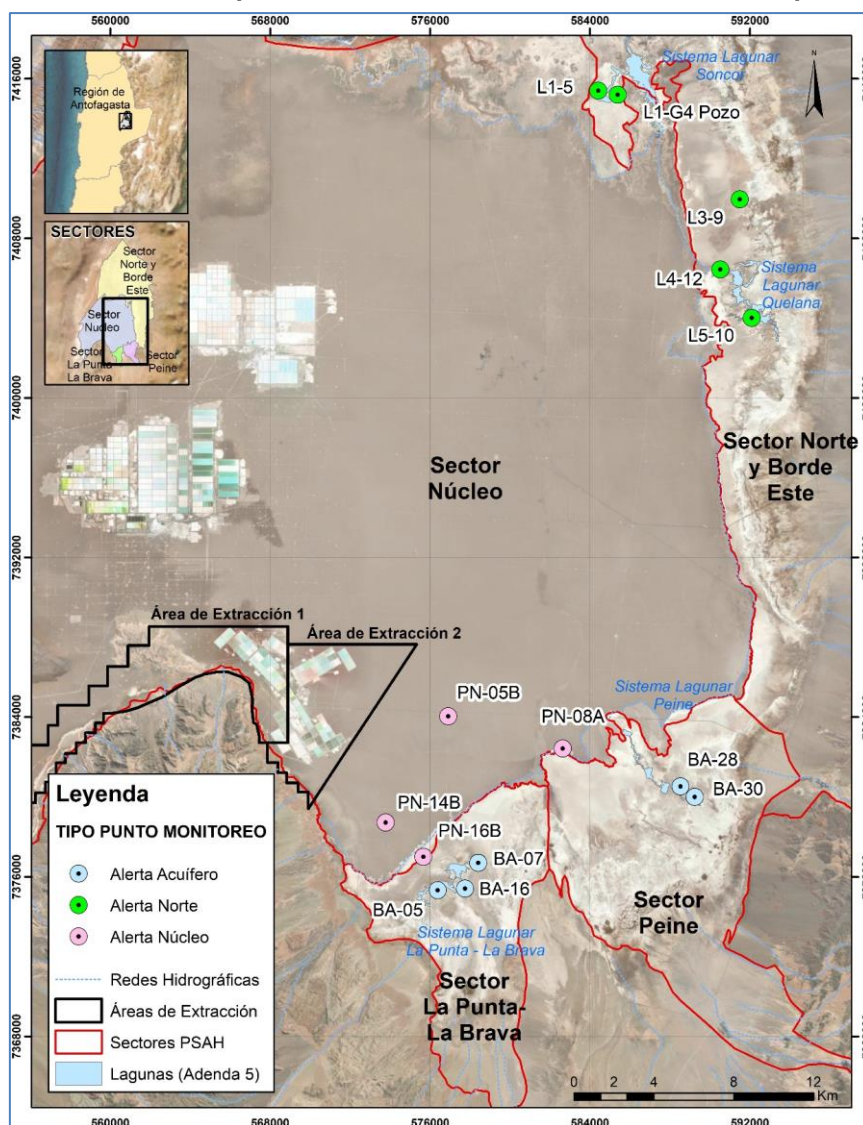 560000 568000 576000 584000 592000
7416000
7408000
7400000
7392000
7384000
7376000
7368000
Región de
Antofagasta
SECTORES
Sector
Norte y
Borde
Este
Sector
Nucleo
Sector
La Punta
La Brava
Sector
Peine
N
Sistema Lagunar
Soncor
L1-5
L1-G4 Pozo
L3-9
L4-12
Sistema
Lagunar
Quelana
L5-10
Sector
Núcleo
Sector Norte
y Borde
Este
Área de Extracción 1
Área de Extracción 2
Sistema Lagunar
Peine
PN-05B
PN-08A
BA-28
BA-30
PN-14B
PN-16B
BA-07
BA-16
BA-05
Sistema Lagunar
La Punta - La Brava
Sector
Peine
Sector
La Punta-
La Brava
Leyenda
TIPO PUNTO MONITOREO
Alerta Acuífero
Alerta Norte
Alerta Núcleo
Redes Hidrográficas
Áreas de Extracción
Sectores PSAH
Lagunas (Adenda 5)
0 2 4 8 12
Km
560000 568000 576000 584000 592000